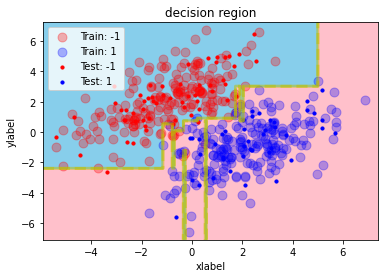 decision region
Train: -1
Train: 1
Test: -1
Test: 1
ylabel
6
4
2
0
−2
−4
−6
−4
−2
0
2
4
6
xlabel